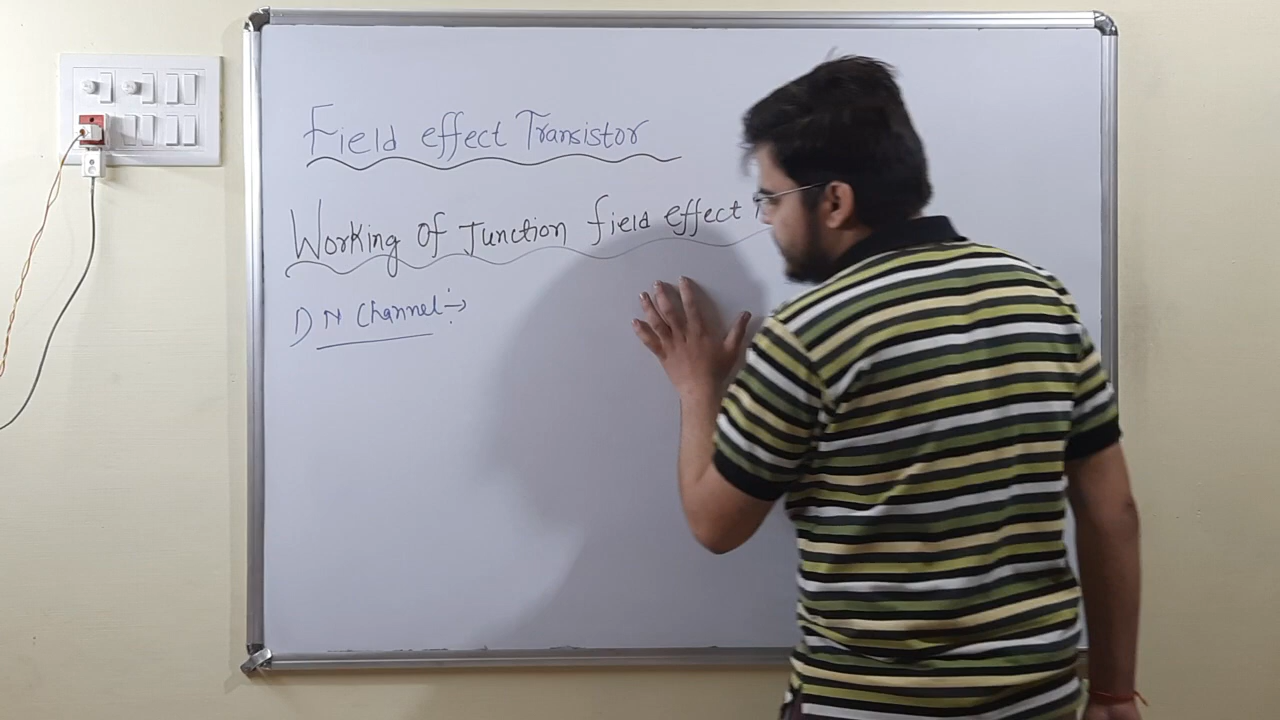 Field effect Transistor
Working Of Junction field effect
1) N Channel :→